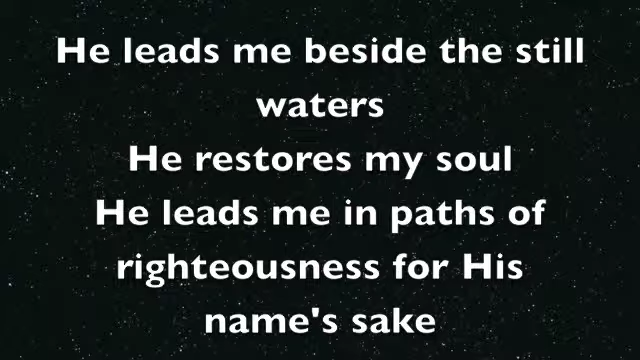 He leads me beside the still
waters
He restores my soul
He leads me in paths of
righteousness for His
name's sake